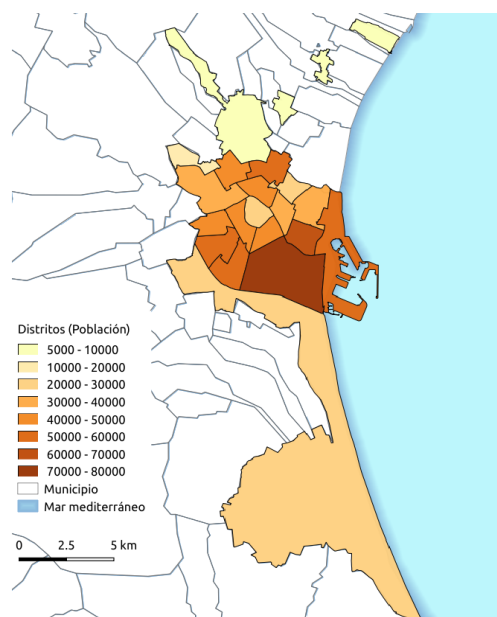 Distritos (Población)
5000 - 10000
10000 - 20000
20000 - 30000
30000 - 40000
40000 - 50000
50000 - 60000
60000 - 70000
70000 - 80000
Municipio
Mar mediterráneo
0 2.5 5 km